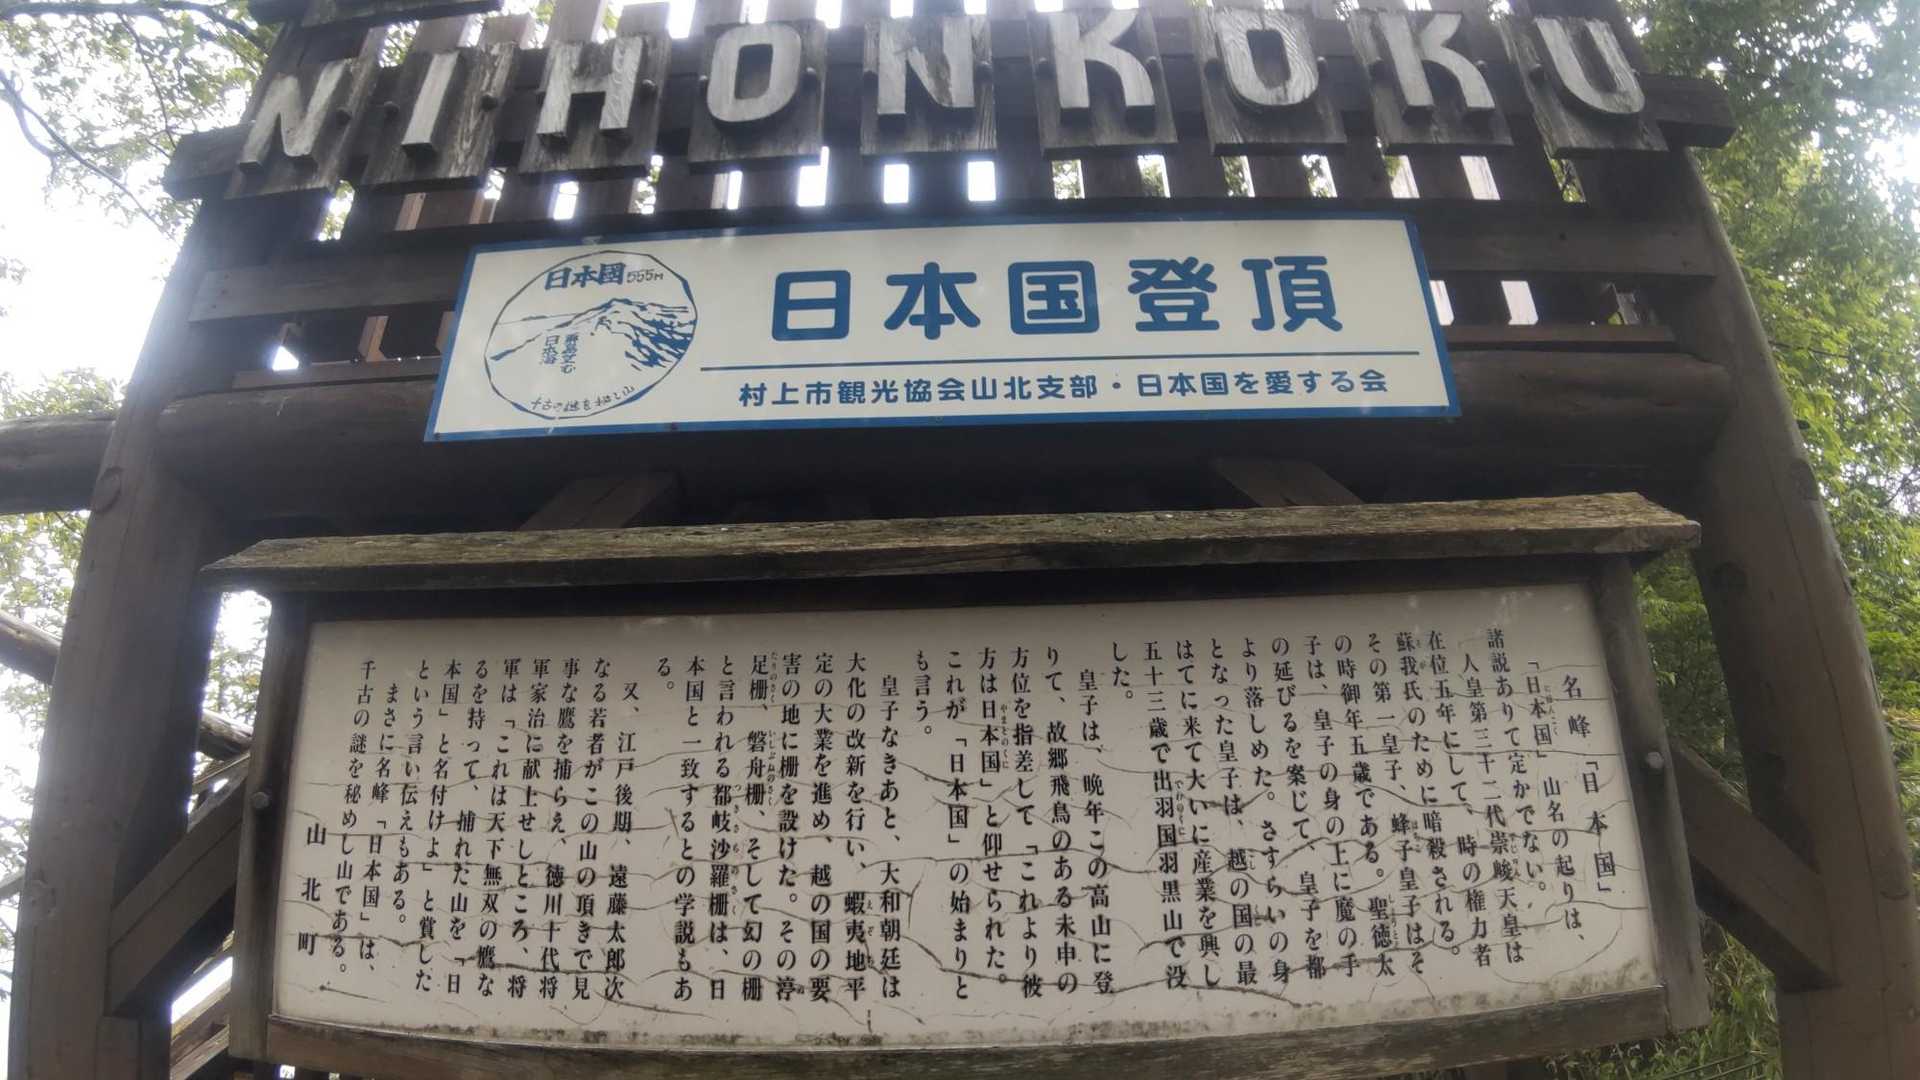 NIHONKOKU
日本国 555M
日本海
千古の謎を秘し山
日本国登頂
村上市観光協会山北支部・日本国を愛する会
名峰「日本国」
「日本国」山名の起りは、
諸説ありて定かでない。
人皇第三十二代崇峻天皇は
在位五年にして、時の権力者
蘇我氏のために暗殺される。
その第一皇子、蜂子皇子はそ
の時御年五歳である。聖徳太
子は、皇子の身の上に魔の手
の延びるを案じて、皇子を都
より落しめた。さすらいの身
となった皇子は、越の国の最
はてに来て大いに産業を興し
五十三歳で出羽国羽黒山で没
した。
皇子は、晩年この高山に登
りて、故郷飛鳥のある未申の
方位を指差して「これより彼
方は日本国」と仰せられた。
これが「日本国」の始まりと
も言う。
皇子なきあと、大和朝廷は
大化の改新を行い、蝦夷地平
定の大業を進め、越の国の要
害の地に柵を設けた。その渟
足柵、磐舟柵、そして幻の柵
と言われる都岐沙羅柵は、日
本国と一致するとの学説もあ
る。
又、江戸後期、遠藤太郎次
なる若者がこの山の頂きで見
事な鷹を捕らえ、徳川十代将
軍家治に献上せしところ、将
軍は「これは天下無双の鷹な
るを持って、捕れた山を「日
本国」と名付けよ」と賞した
という言い伝えもある。
まさに名峰「日本国」は、
千古の謎を秘めし山である。
山北町